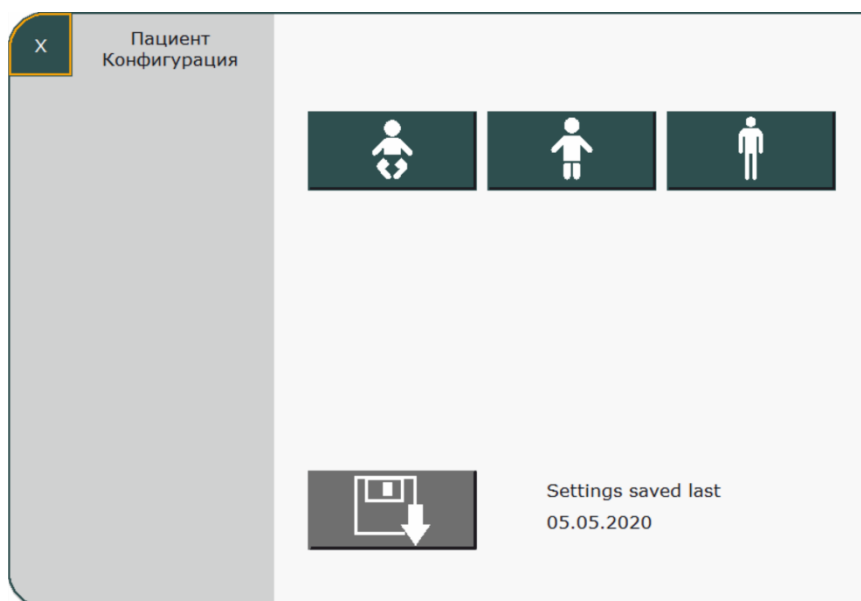 X
Пациент
Конфигурация
Settings saved last
05.05.2020